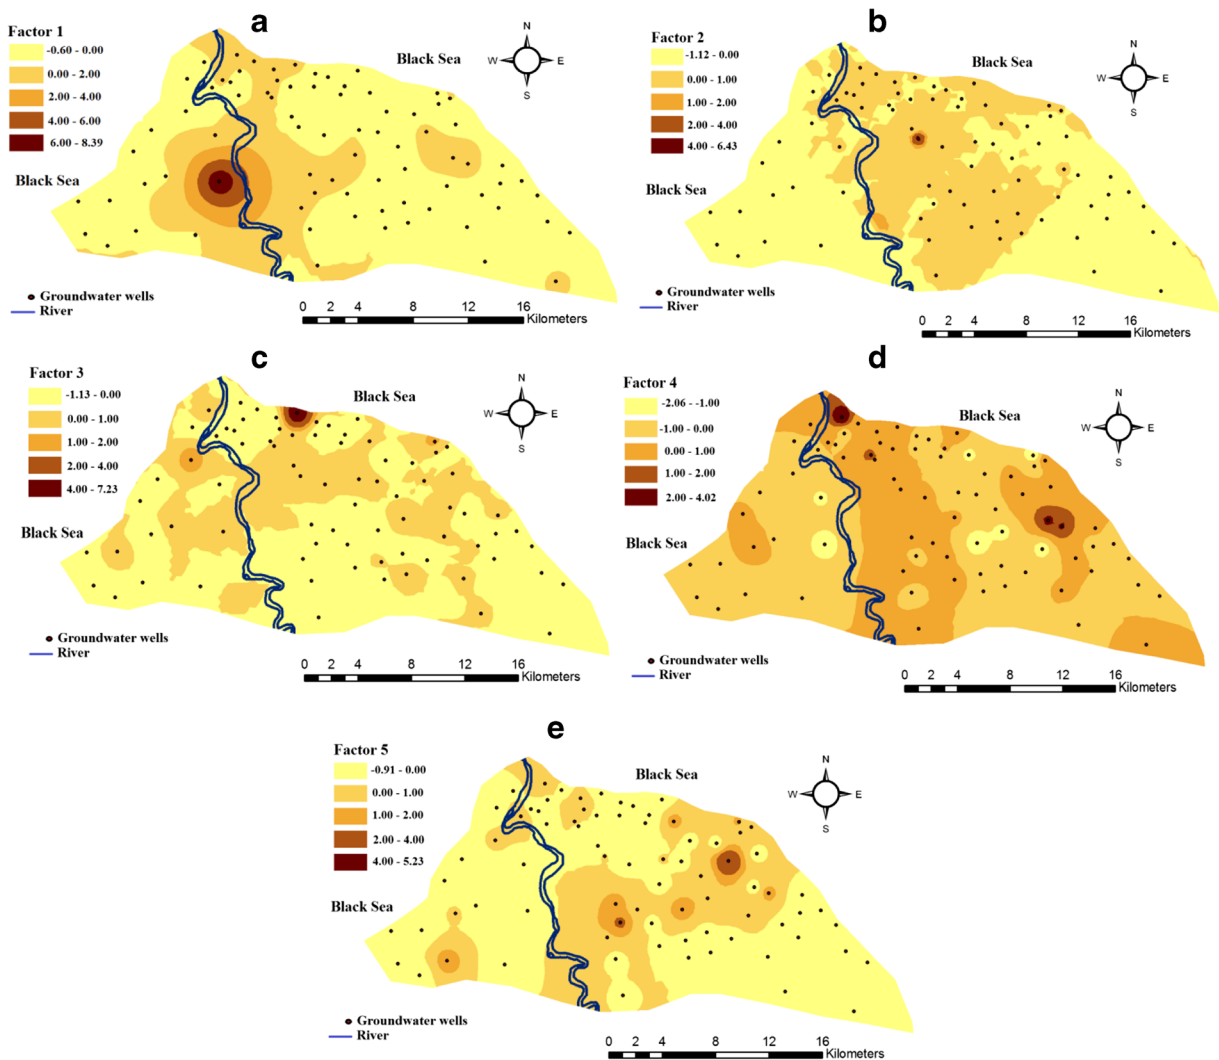 a
Factor 1
-0.60 - 0.00
0.00 - 2.00
2.00 - 4.00
4.00 - 6.00
6.00 - 8.39
Black Sea
N
W E
S
Black Sea
Groundwater wells
River
0 2 4 8 12 16
Kilometers
b
Factor 2
-1.12 - 0.00
0.00 - 1.00
1.00 - 2.00
2.00 - 4.00
4.00 - 6.43
Black Sea
N
W E
S
Black Sea
Groundwater wells
River
0 2 4 8 12 16
Kilometers
c
Factor 3
-1.13 - 0.00
0.00 - 1.00
1.00 - 2.00
2.00 - 4.00
4.00 - 7.23
Black Sea
N
W E
S
Black Sea
Groundwater wells
River
0 2 4 8 12 16
Kilometers
d
Factor 4
-2.06 - -1.00
-1.00 - 0.00
0.00 - 1.00
1.00 - 2.00
2.00 - 4.02
Black Sea
N
W E
S
Black Sea
Groundwater wells
River
0 2 4 8 12 16
Kilometers
e
Factor 5
-0.91 - 0.00
0.00 - 1.00
1.00 - 2.00
2.00 - 4.00
4.00 - 5.23
Black Sea
N
W E
S
Black Sea
Groundwater wells
River
0 2 4 8 12 16
Kilometers